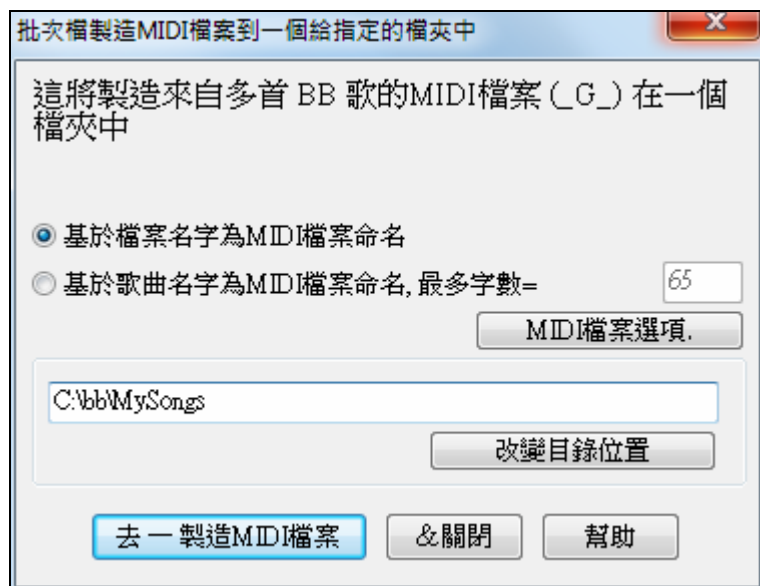 批次檔製造MIDI檔案到一個給指定的檔夾中
這將製造來自多首 BB 歌的MIDI檔案 (_G_) 在一個
檔夾中
基於檔案名字為MIDI檔案命名
基於歌曲名字為MIDI檔案命名, 最多字數= 65
MIDI檔案選項.
C:\bb\MySongs
改變目錄位置
去 — 製造MIDI檔案 &關閉 幫助